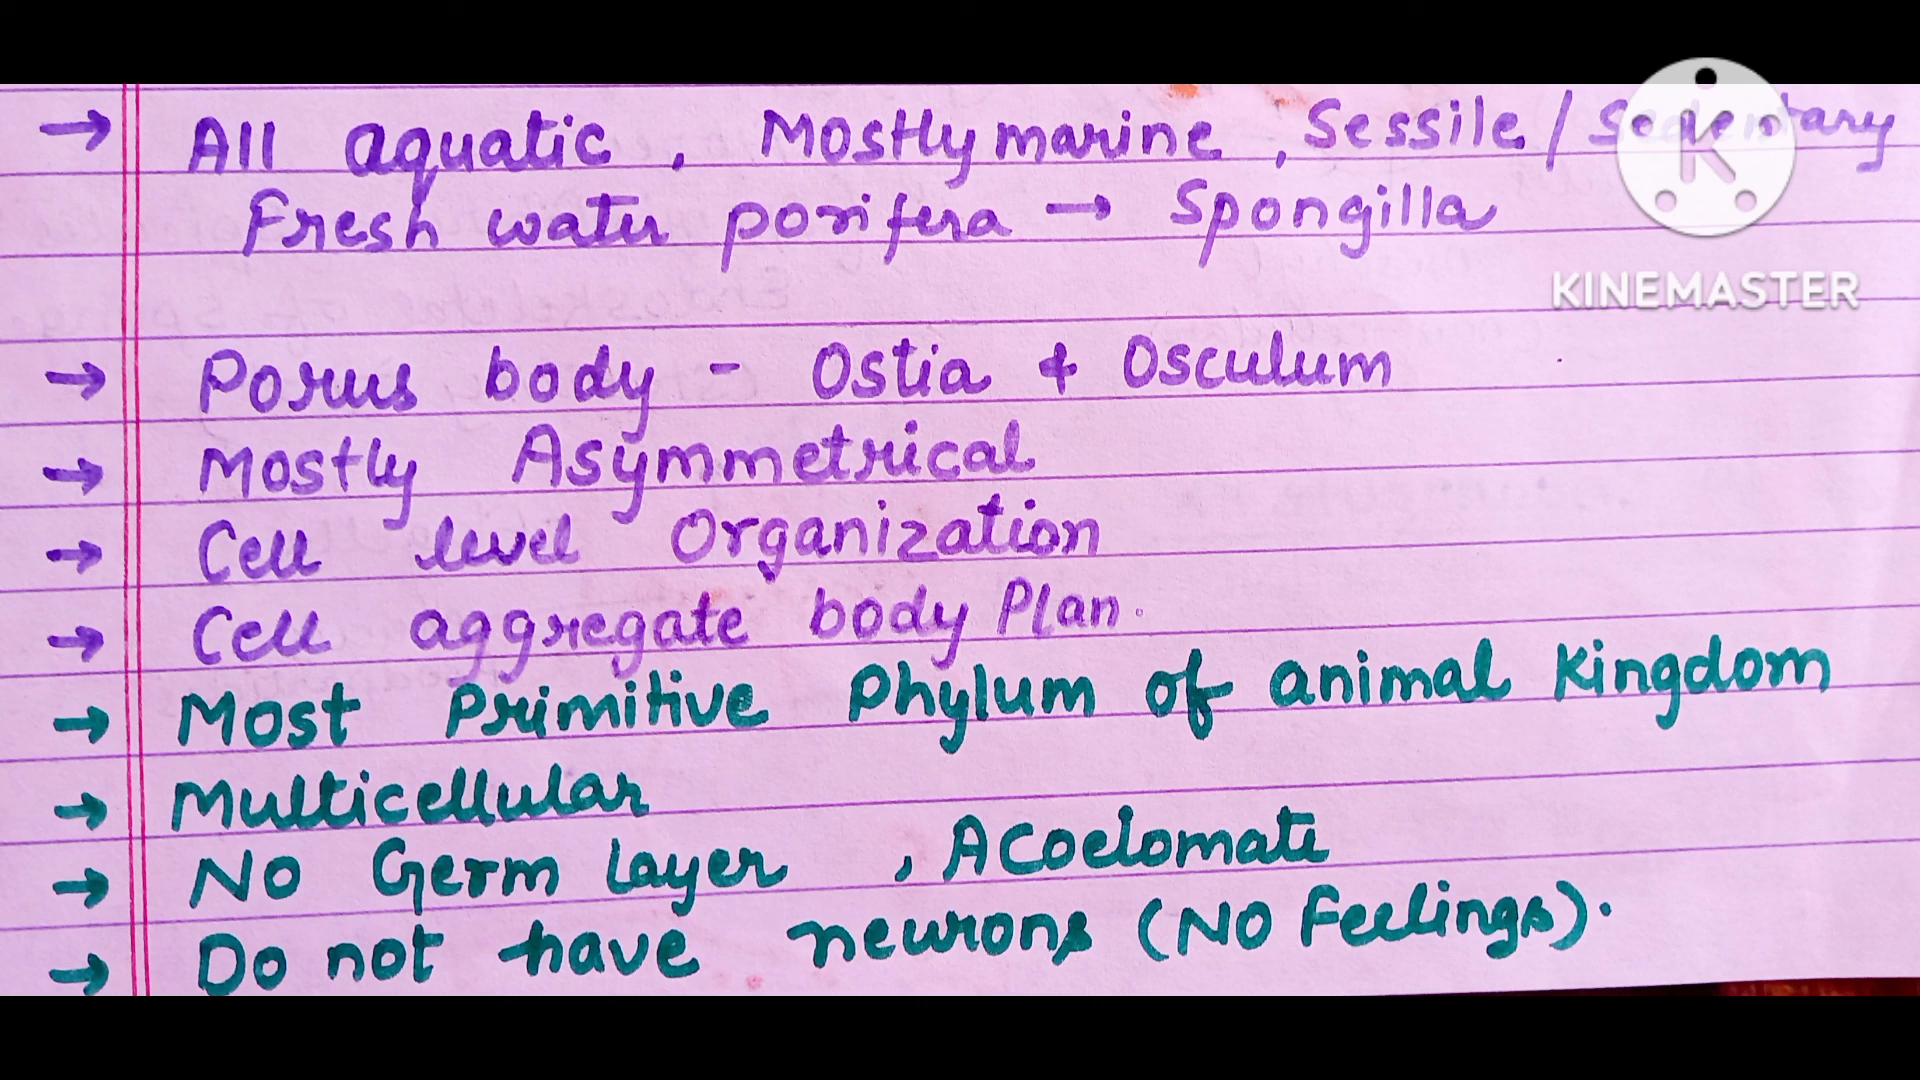 → All aquatic, Mostly marine, Sessile / Sedentary
Fresh water porifera → Spongilla
→ Porus body - Ostia & Osculum
→ Mostly Asymmetrical
→ Cell level Organization
→ Cell aggregate body Plan.
→ Most Primitive Phylum of animal Kingdom
→ Multicellular
→ No Germ layer, Acoelomate
→ Do not have neurons (No Feelings).
K
KINEMASTER